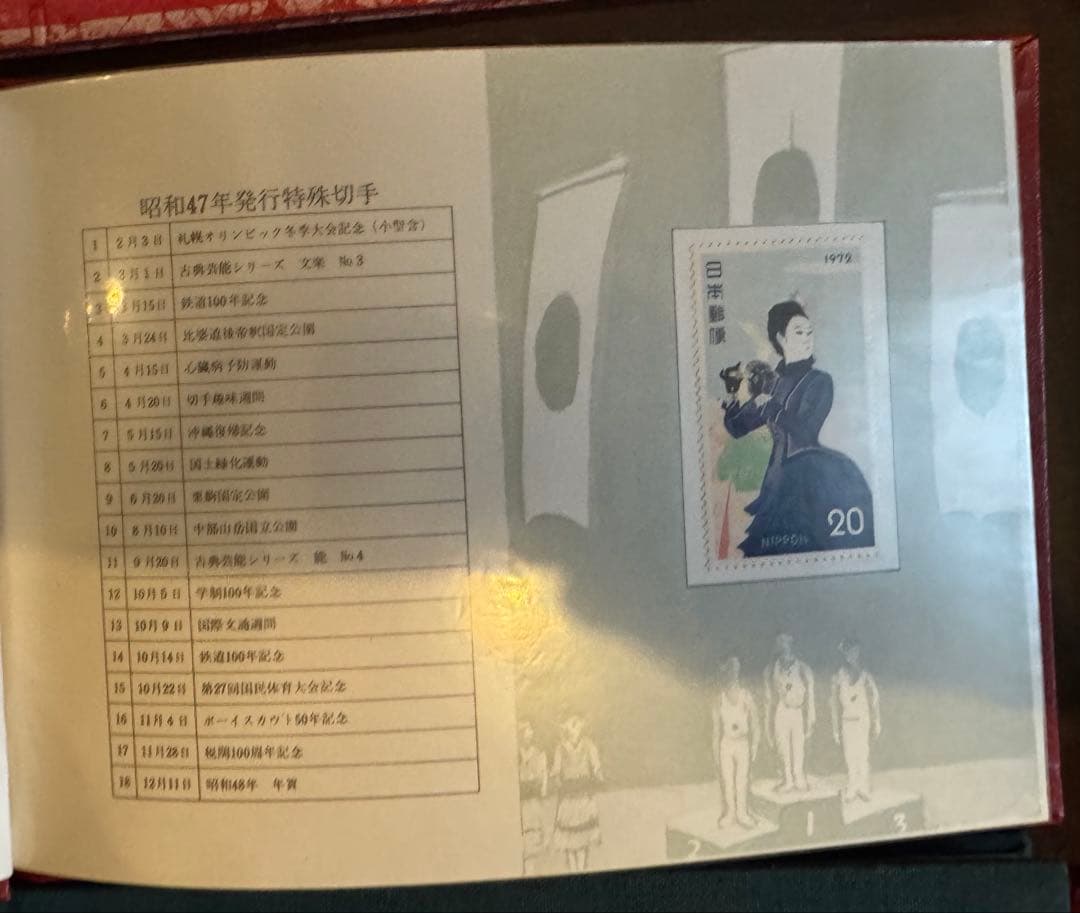 昭和47年発行特殊切手
1 2月3日 札幌オリンピック冬季大会記念（小型含）
2 3月1日 古典芸能シリーズ 文楽 No3
3 月15日 鉄道100年記念
4 3月24日 比婆道後帝釈国定公園
5 4月15日 心臓病予防運動
6 4月20日 切手趣味週間
7 5月15日 沖縄復帰記念
8 5月20日 国土緑化運動
9 6月20日 栗駒国定公園
10 8月10日 中部山岳国立公園
11 9月20日 古典芸能シリーズ 能 No4
12 10月5日 学制100年記念
13 10月9日 国際文通週間
14 10月14日 鉄道100年記念
15 10月22日 第27回国民体育大会記念
16 11月4日 ボーイスカウト50年記念
17 11月28日 税関100周年記念
18 12月11日 昭和48年 年賀
1972
日本郵便
20
NIPPON
1
2
3